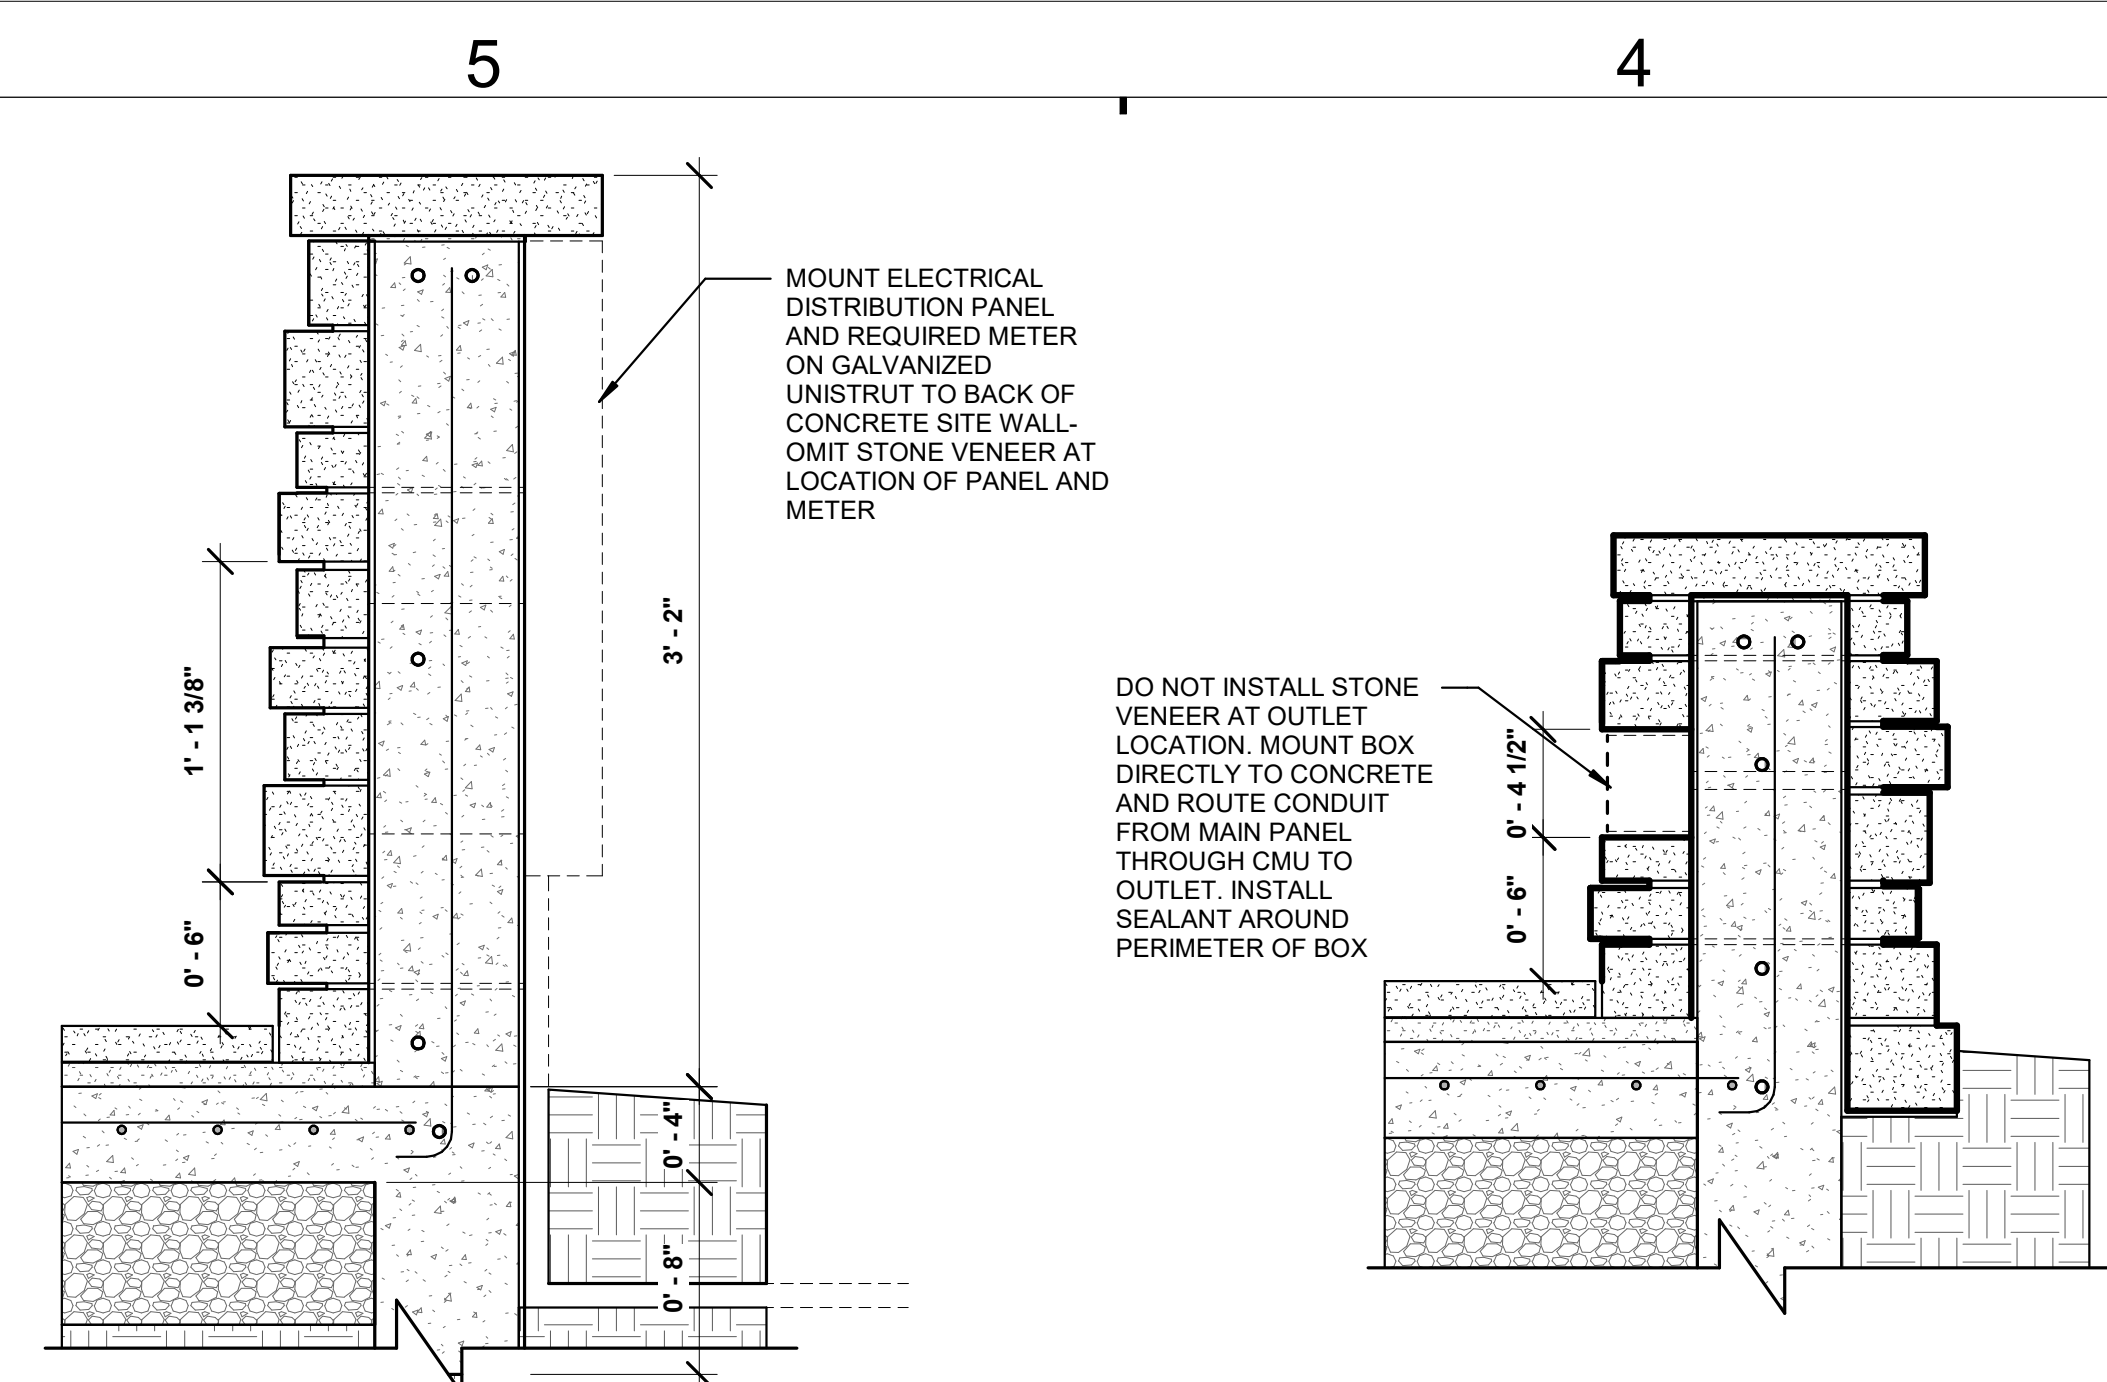 5
4
MOUNT ELECTRICAL
DISTRIBUTION PANEL
AND REQUIRED METER
ON GALVANIZED
UNISTRUT TO BACK OF
CONCRETE SITE WALL-
OMIT STONE VENEER AT
LOCATION OF PANEL AND
METER
3' - 2"
1' - 1 3/8"
0' - 6"
0' - 4"
0' - 8"
DO NOT INSTALL STONE
VENEER AT OUTLET
LOCATION. MOUNT BOX
DIRECTLY TO CONCRETE
AND ROUTE CONDUIT
FROM MAIN PANEL
THROUGH CMU TO
OUTLET. INSTALL
SEALANT AROUND
PERIMETER OF BOX
0' - 4 1/2"
0' - 6"